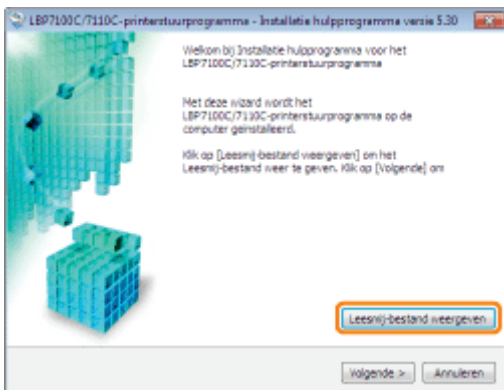 LBP7100C/7110C-printerstuurprogramma - Installatie hulpprogramma versie 5.30
Welkom bij Installatie hulpprogramma voor het
LBP7100C/7110C-printerstuurprogramma
Met deze wizard wordt het
LBP7100C/7110C-printerstuurprogramma op de
computer geïnstalleerd.
Klik op [Leesmij-bestand weergeven] om het
Leesmij-bestand weer te geven. Klik op [Volgende] om
Leesmij-bestand weergeven
Volgende >
Annuleren